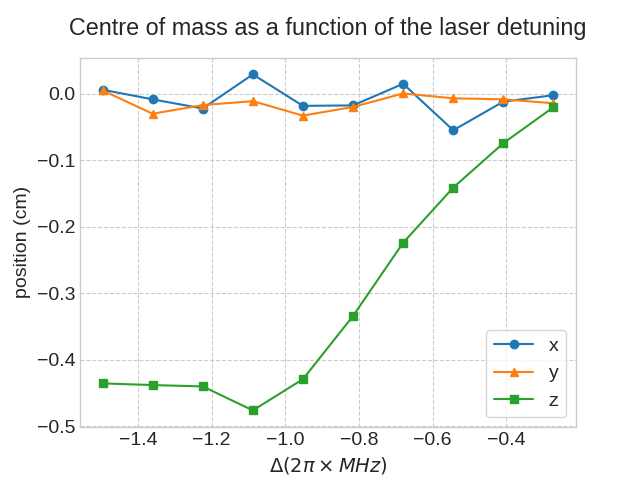 Centre of mass as a function of the laser detuning
0.0
−0.1
−0.2
−0.3
−0.4
−0.5
position (cm)
−1.4 −1.2 −1.0 −0.8 −0.6 −0.4
Δ(2π × MHz)
x
y
z